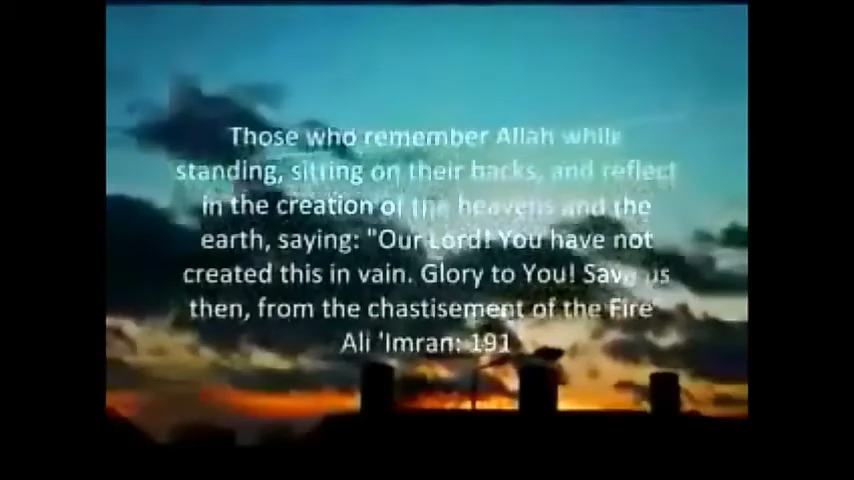 Those who remember Allah while
standing, sitting on their backs, and reflect
in the creation of the heavens and the
earth, saying: "Our Lord! You have not
created this in vain. Glory to You! Save us
then, from the chastisement of the Fire
Ali 'Imran: 191